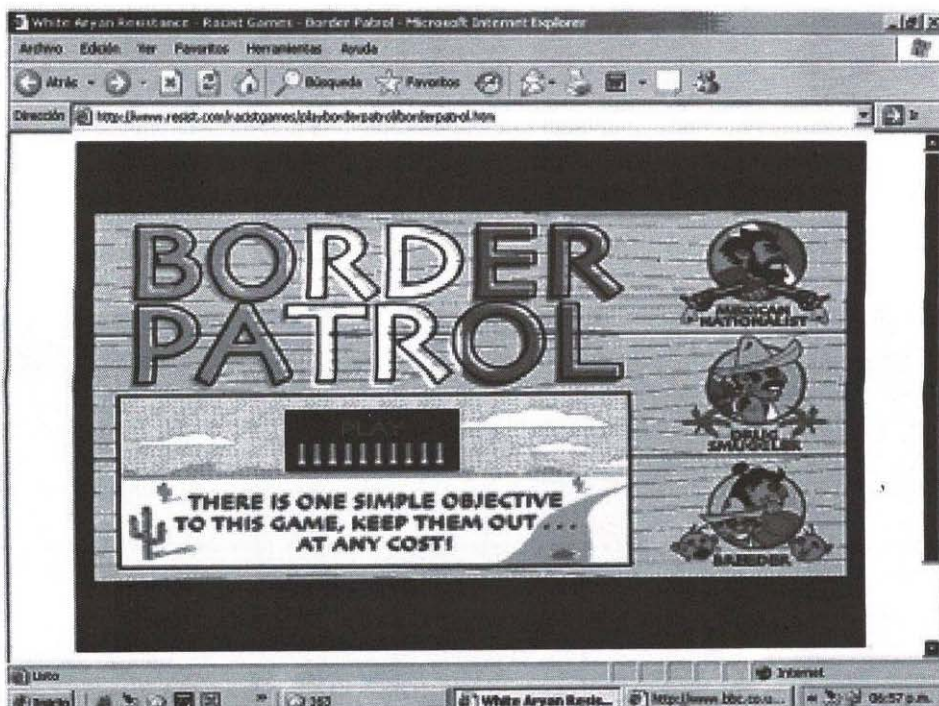 White Aryan Resistance - Racist Games - Border Patrol - Microsoft Internet Explorer
Archivo Edición Ver Favoritos Herramientas Ayuda
Atrás Búsqueda Favoritos
Dirección http://www.resist.com/racistgames/playborderpatrol/borderpatrol.htm Ir
BORDER
PATROL
MEXICAN
NATIONALIST
PLAY
DRUG
SMUGGLER
THERE IS ONE SIMPLE OBJECTIVE
TO THIS GAME, KEEP THEM OUT...
AT ANY COST!
BREEDER
Listo Internet
Inicio » 363 White Aryan Resis... http://www.bbc.co.u... « 06:57 p.m.